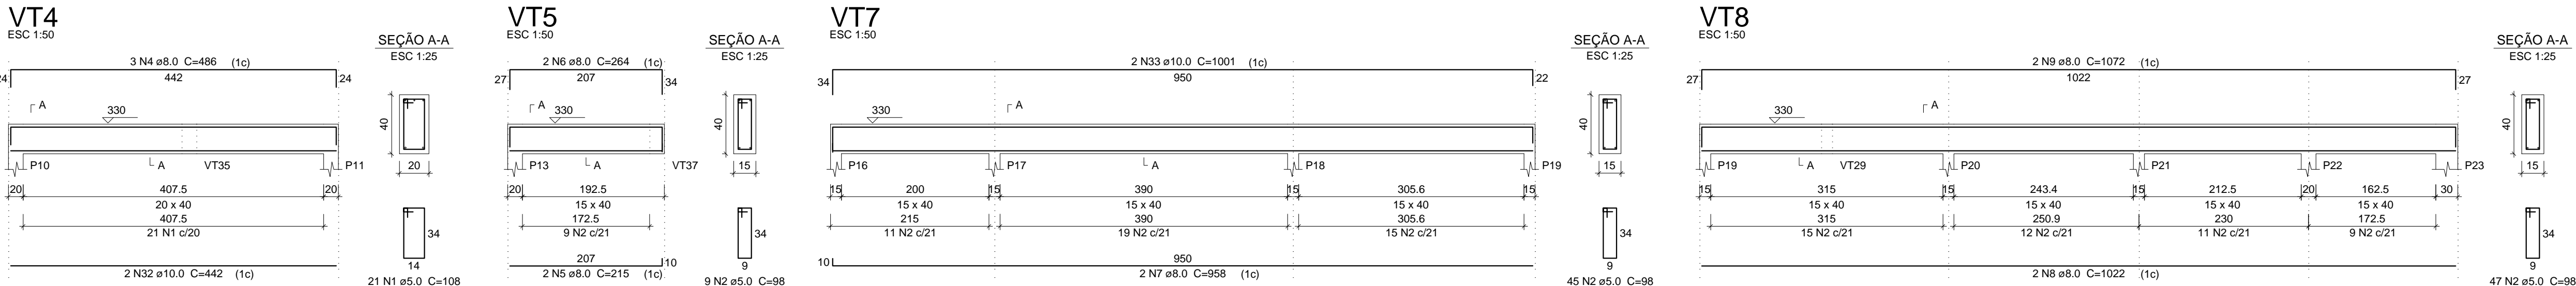 VT4
ESC 1:50
SEÇÃO A-A
ESC 1:25
3 N4 ø8.0 C=486 (1c)
24 442 24
A
330
40
P10 A VT35 P11
20
20 407.5 20
20 x 40
407.5
21 N1 c/20
34
14
2 N32 ø10.0 C=442 (1c)
21 N1 ø5.0 C=108
VT5
ESC 1:50
SEÇÃO A-A
ESC 1:25
2 N6 ø8.0 C=264 (1c)
27 207 34
A
330
40
P13 A VT37
15
20 192.5
15 x 40
172.5
9 N2 c/21
34
207 10
9
2 N5 ø8.0 C=215 (1c)
9 N2 ø5.0 C=98
VT7
ESC 1:50
SEÇÃO A-A
ESC 1:25
2 N33 ø10.0 C=1001 (1c)
34 950 22
A
330
40
P16 P17 A P18 P19
15
15 200 15 390 15 305.6 15
15 x 40 15 x 40 15 x 40
215 390 305.6
11 N2 c/21 19 N2 c/21 15 N2 c/21
34
10 950
9
2 N7 ø8.0 C=958 (1c)
45 N2 ø5.0 C=98
VT8
ESC 1:50
SEÇÃO A-A
ESC 1:25
2 N9 ø8.0 C=1072 (1c)
27 1022 27
A
330
40
P19 A VT29 P20 P21 P22 P23
15
15 315 15 243.4 15 212.5 20 162.5 30
15 x 40 15 x 40 15 x 40 15 x 40
315 250.9 230 172.5
15 N2 c/21 12 N2 c/21 11 N2 c/21 9 N2 c/21
34
9
2 N8 ø8.0 C=1022 (1c)
47 N2 ø5.0 C=98